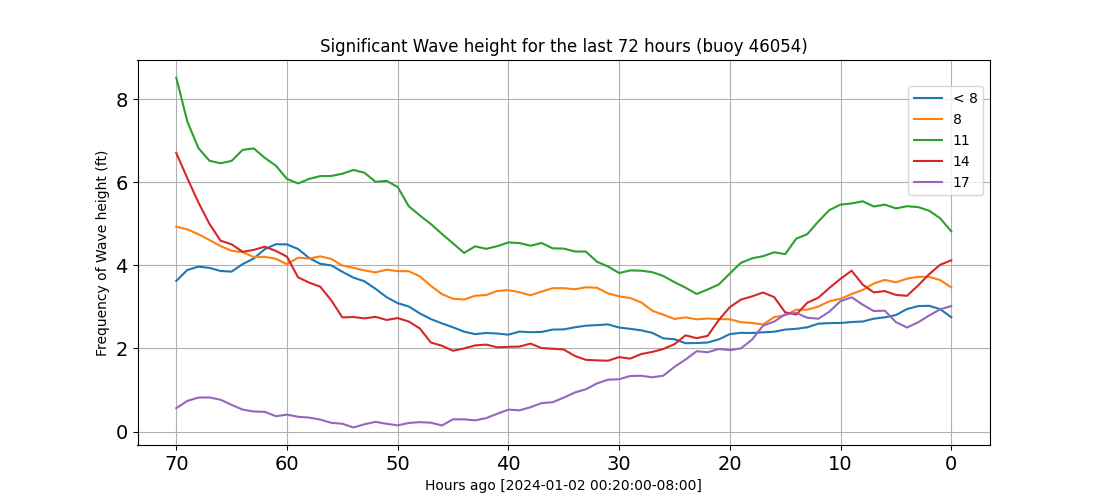 Significant Wave height for the last 72 hours (buoy 46054)
Frequency of Wave height (ft)
8
6
4
2
0
< 8
8
11
14
17
70 60 50 40 30 20 10 0
Hours ago [2024-01-02 00:20:00-08:00]